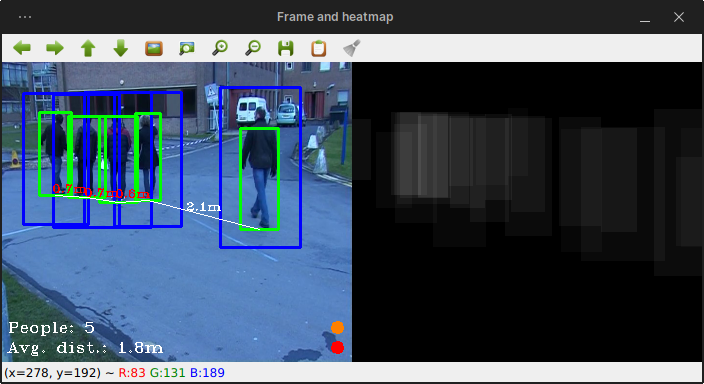 Frame and heatmap
2.1m
People: 5
Avg. dist.: 1.8m
(x=278, y=192) ~ R:83 G:131 B:189